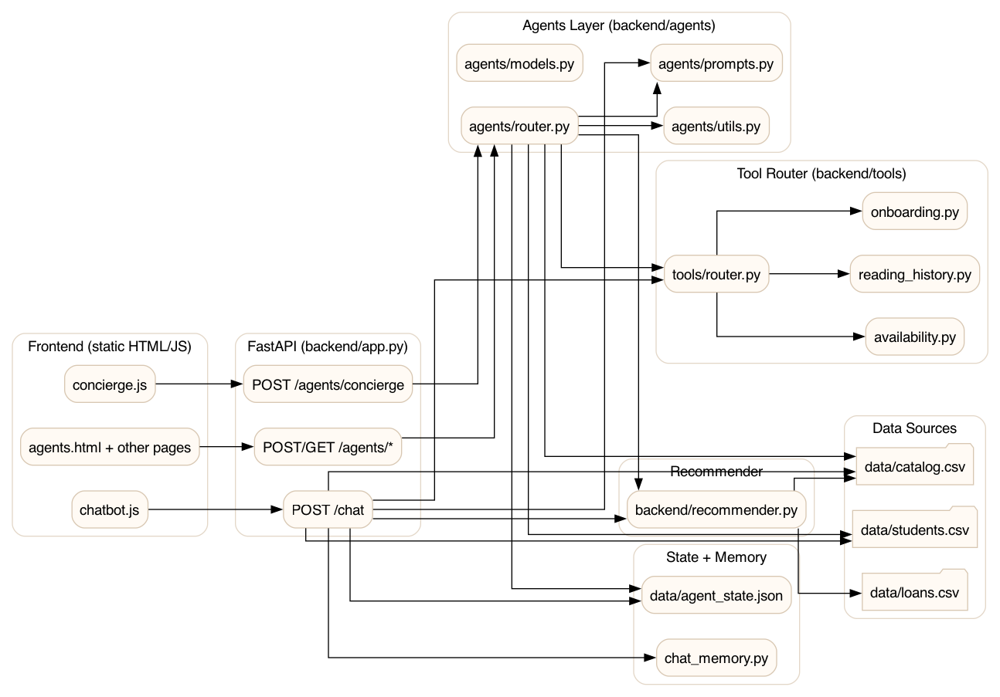 Agents Layer (backend/agents)
agents/models.py
agents/prompts.py
agents/router.py
agents/utils.py
Tool Router (backend/tools)
onboarding.py
tools/router.py
reading_history.py
availability.py
Frontend (static HTML/JS)
concierge.js
agents.html + other pages
chatbot.js
FastAPI (backend/app.py)
POST /agents/concierge
POST/GET /agents/*
POST /chat
Recommender
backend/recommender.py
State + Memory
data/agent_state.json
chat_memory.py
Data Sources
data/catalog.csv
data/students.csv
data/loans.csv